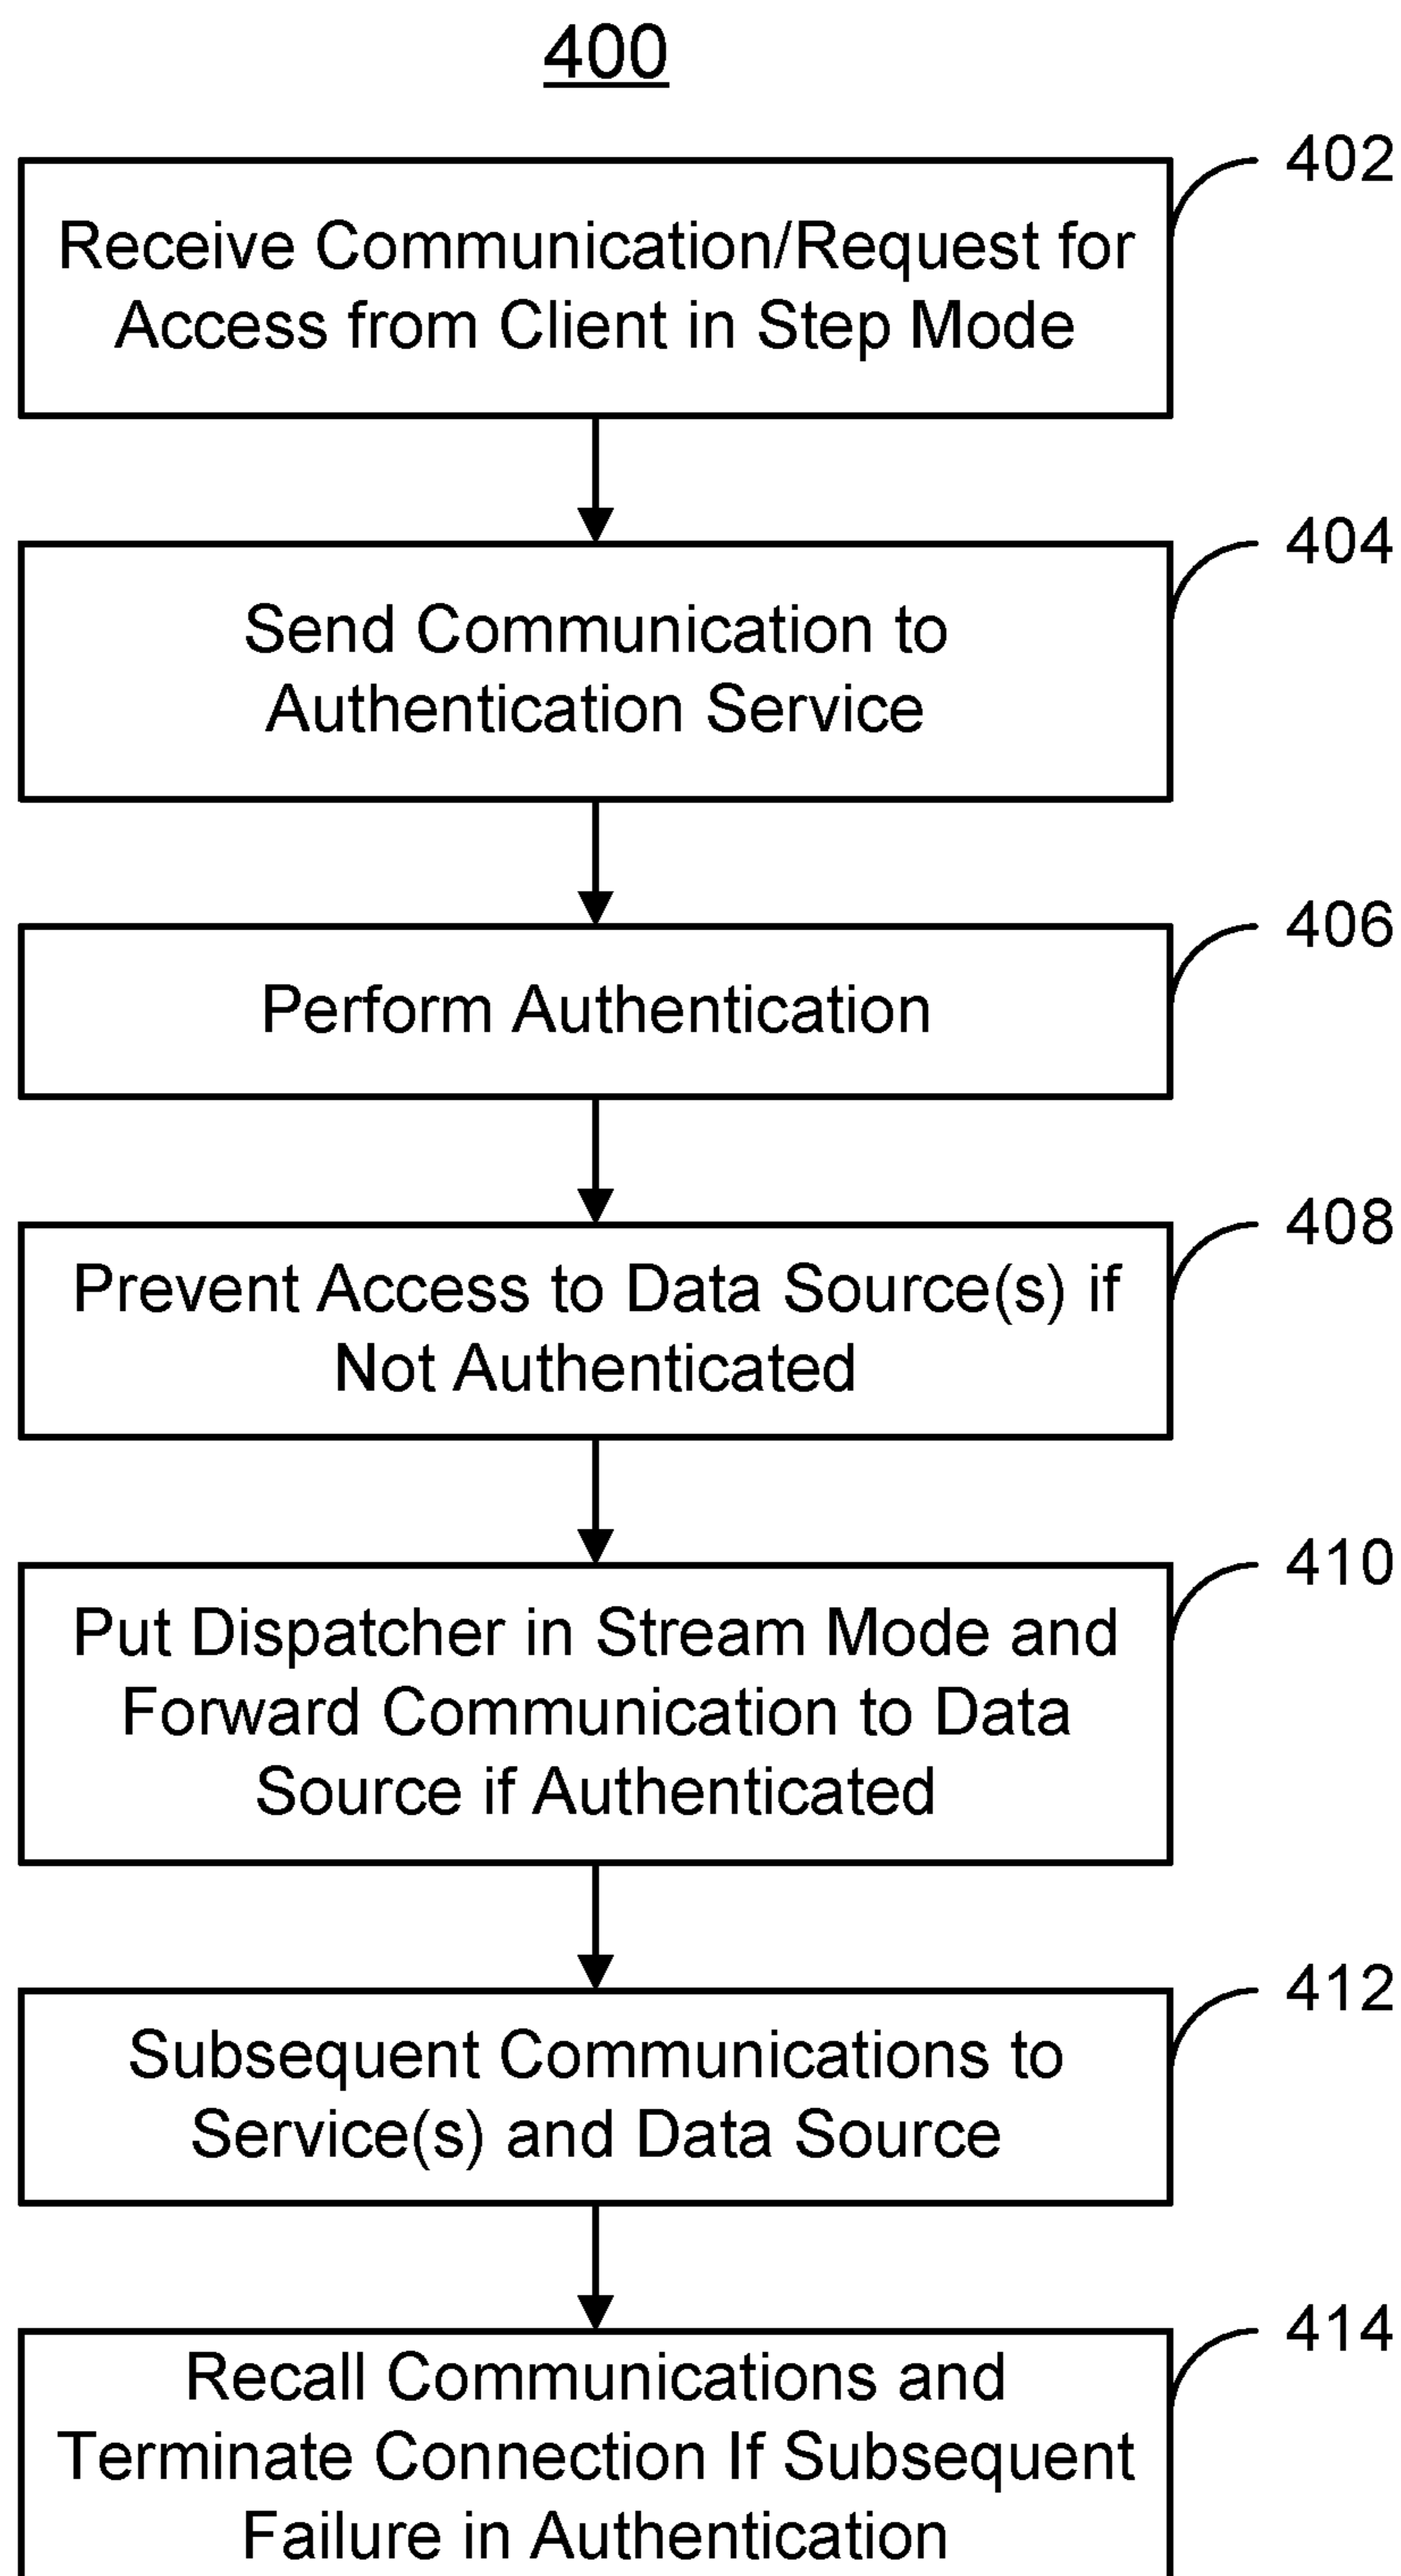 400
402
Receive Communication/Request for
Access from Client in Step Mode
404
Send Communication to
Authentication Service
406
Perform Authentication
408
Prevent Access to Data Source(s) if
Not Authenticated
410
Put Dispatcher in Stream Mode and
Forward Communication to Data
Source if Authenticated
412
Subsequent Communications to
Service(s) and Data Source
414
Recall Communications and
Terminate Connection If Subsequent
Failure in Authentication